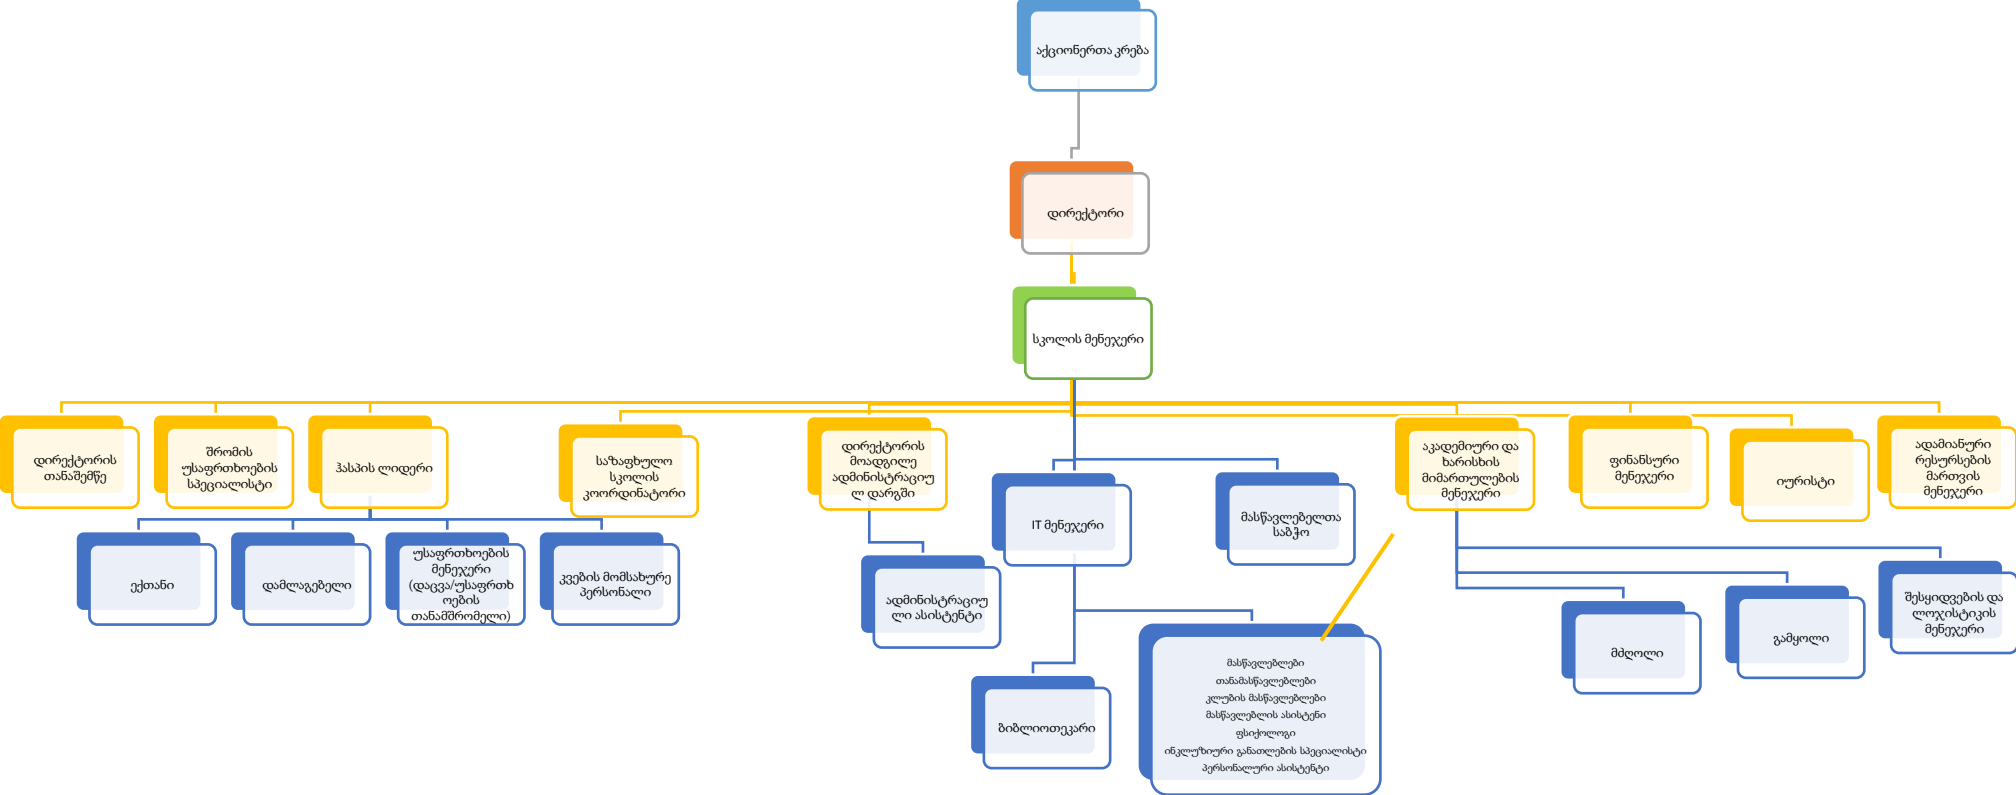 აქციონერთა კრება
დირექტორი
სკოლის მენეჯერი
დირექტორის
თანაშემწე
შრომის
უსაფრთხოების
სპეციალისტი
ჰასპის ლიდერი
საზაფხულო
სკოლის
კოორდინატორი
დირექტორის
მოადგილე
ადმინისტრაციუ
ლ დარგში
IT მენეჯერი
მასწავლებელთა
საბჭო
აკადემიური და
ხარისხის
მიმართულების
მენეჯერი
ფინანსური
მენეჯერი
იურისტი
ადამიანური
რესურსების
მართვის
მენეჯერი
ექთანი
დამლაგებელი
უსაფრთხოების
მენეჯერი
(დაცვა/უსაფრთხ
ოების
თანამშრომელი)
კვების მომსახურე
პერსონალი
ადმინისტრაციუ
ლი ასისტენტი
ბიბლიოთეკარი
მასწავლებლები
თანამასწავლებლები
კლუბის მასწავლებლები
მასწავლებლის ასისტენი
ფსიქოლოგი
ინკლუზიური განათლების სპეციალისტი
პერსონალური ასისტენტი
მძღოლი
გამყოლი
შესყიდვების და
ლოჯისტიკის
მენეჯერი